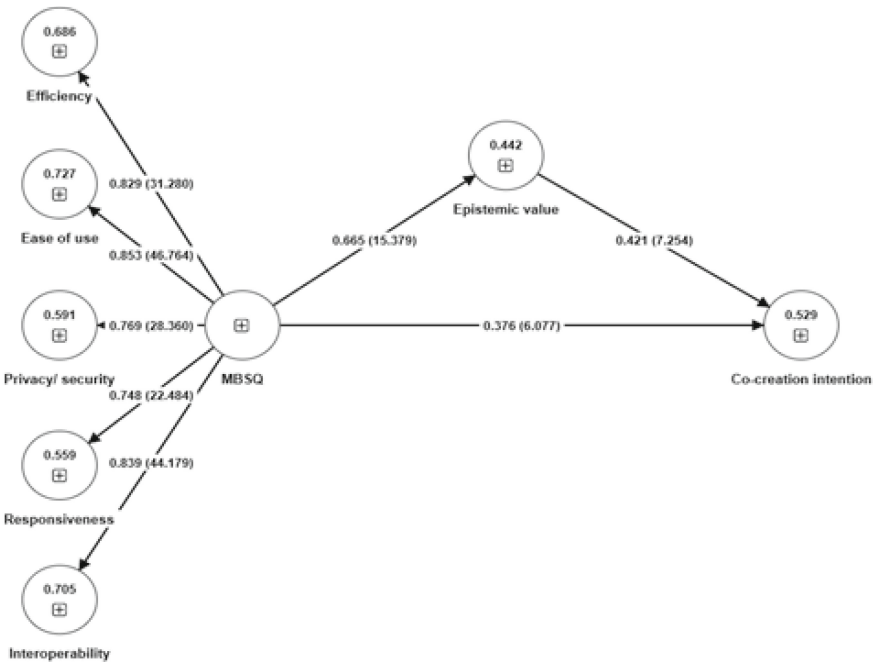 0.686
Efficiency
0.442
Epistemic value
0.727
0.829 (31.280)
Ease of use
0.853 (46.764)
0.665 (15.379)
0.421 (7.254)
0.591
0.769 (28.360)
0.376 (6.077)
0.529
Privacy/ security
MBSQ
Co-creation intention
0.748 (22.484)
0.559
0.839 (44.179)
Responsiveness
0.705
Interoperability